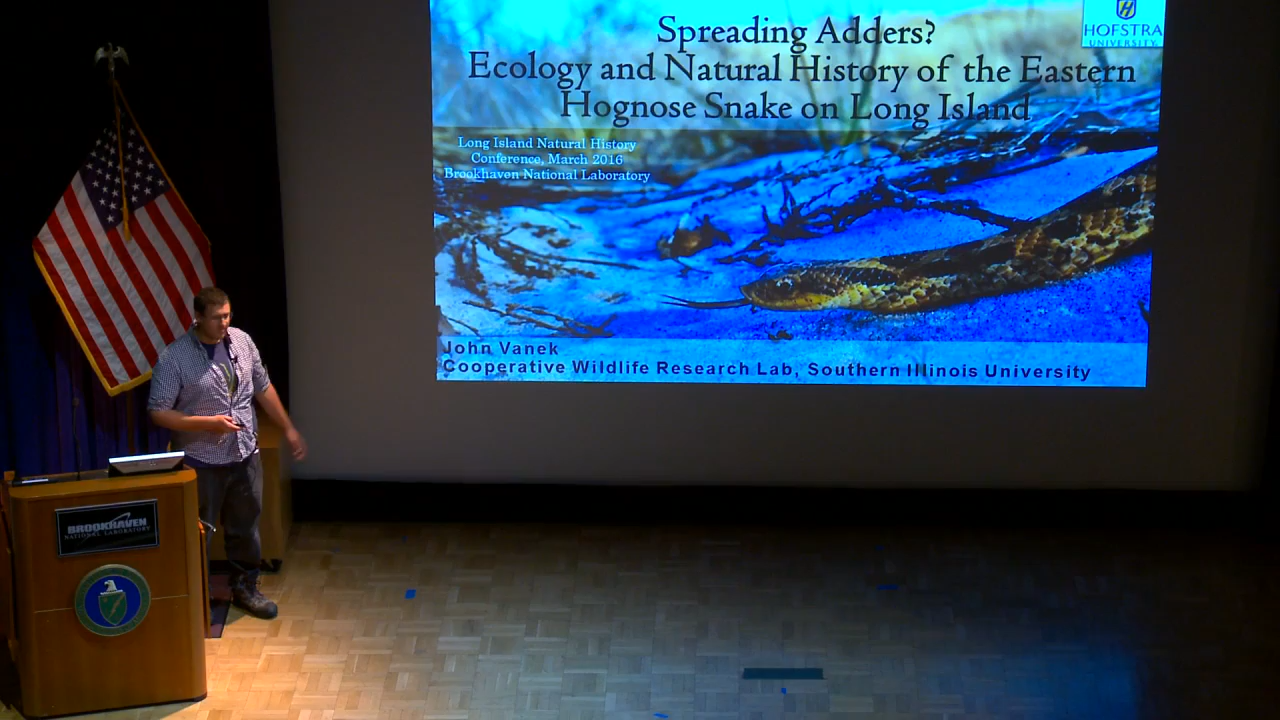 Spreading Adders?
Ecology and Natural History of the Eastern
Hognose Snake on Long Island
HOFSTRA
UNIVERSITY
Long Island Natural History
Conference, March 2016
Brookhaven National Laboratory
John Vanek
Cooperative Wildlife Research Lab, Southern Illinois University
BROOKHAVEN
NATIONAL LABORATORY